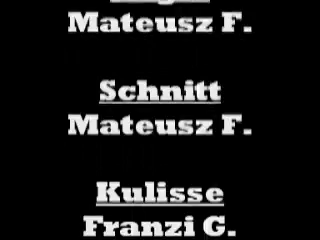 Mateusz F.
Schnitt
Mateusz F.
Kulisse
Franzi G.